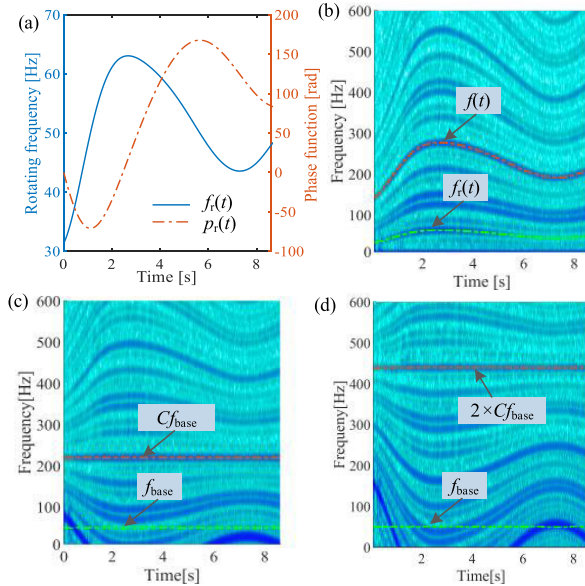 (a)
Rotating frequency [Hz]
70
60
50
40
30
200
150
100
50
0
-50
-100
Phase function [rad]
fr(t)
pr(t)
0 2 4 6 8
Time [s]
(b)
Frequency [Hz]
600
500
400
300
200
100
0
f(t)
fr(t)
0 2 4 6 8
Time [s]
(c)
Frequency[Hz]
600
500
400
300
200
100
0
Cfbase
fbase
0 2 4 6 8
Time[s]
(d)
Frequeny[Hz]
600
500
400
300
200
100
0
2×Cfbase
fbase
0 2 4 6 8
Time[s]